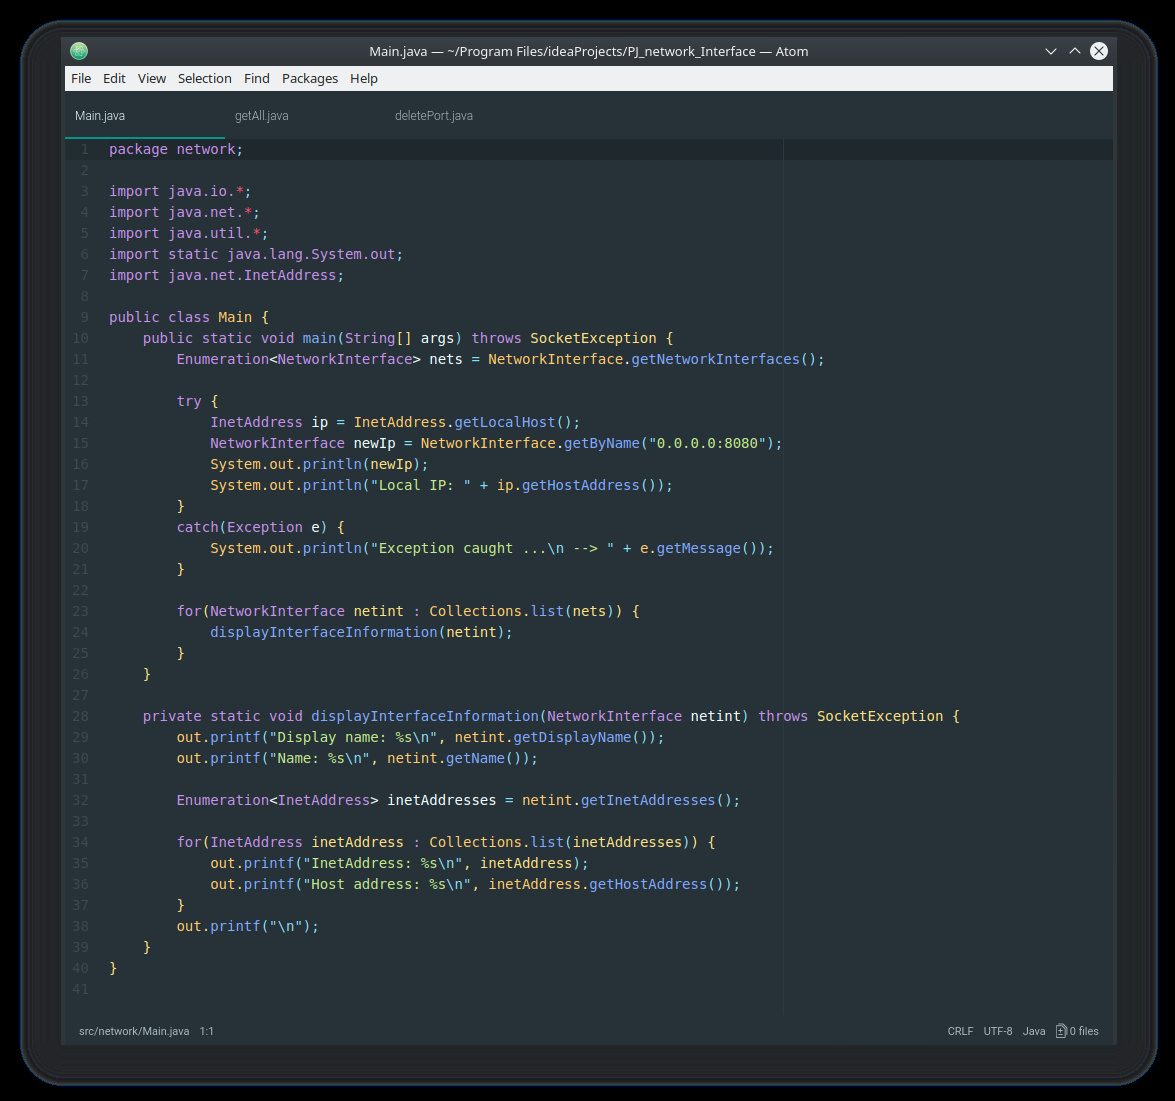 Main.java — ~/Program Files/ideaProjects/PJ_network_Interface — Atom
File Edit View Selection Find Packages Help
Main.java getAll.java deletePort.java
1 package network;
2
3 import java.io.*;
4 import java.net.*;
5 import java.util.*;
6 import static java.lang.System.out;
7 import java.net.InetAddress;
8
9 public class Main {
10     public static void main(String[] args) throws SocketException {
11         Enumeration<NetworkInterface> nets = NetworkInterface.getNetworkInterfaces();
12
13         try {
14             InetAddress ip = InetAddress.getLocalHost();
15             NetworkInterface newIp = NetworkInterface.getByName("0.0.0.0:8080");
16             System.out.println(newIp);
17             System.out.println("Local IP: " + ip.getHostAddress());
18         }
19         catch(Exception e) {
20             System.out.println("Exception caught ...\n --> " + e.getMessage());
21         }
22
23         for(NetworkInterface netint : Collections.list(nets)) {
24             displayInterfaceInformation(netint);
25         }
26     }
27
28     private static void displayInterfaceInformation(NetworkInterface netint) throws SocketException {
29         out.printf("Display name: %s\n", netint.getDisplayName());
30         out.printf("Name: %s\n", netint.getName());
31
32         Enumeration<InetAddress> inetAddresses = netint.getInetAddresses();
33
34         for(InetAddress inetAddress : Collections.list(inetAddresses)) {
35             out.printf("InetAddress: %s\n", inetAddress);
36             out.printf("Host address: %s\n", inetAddress.getHostAddress());
37         }
38         out.printf("\n");
39     }
40 }
41
src/network/Main.java 1:1 CRLF UTF-8 Java 0 files